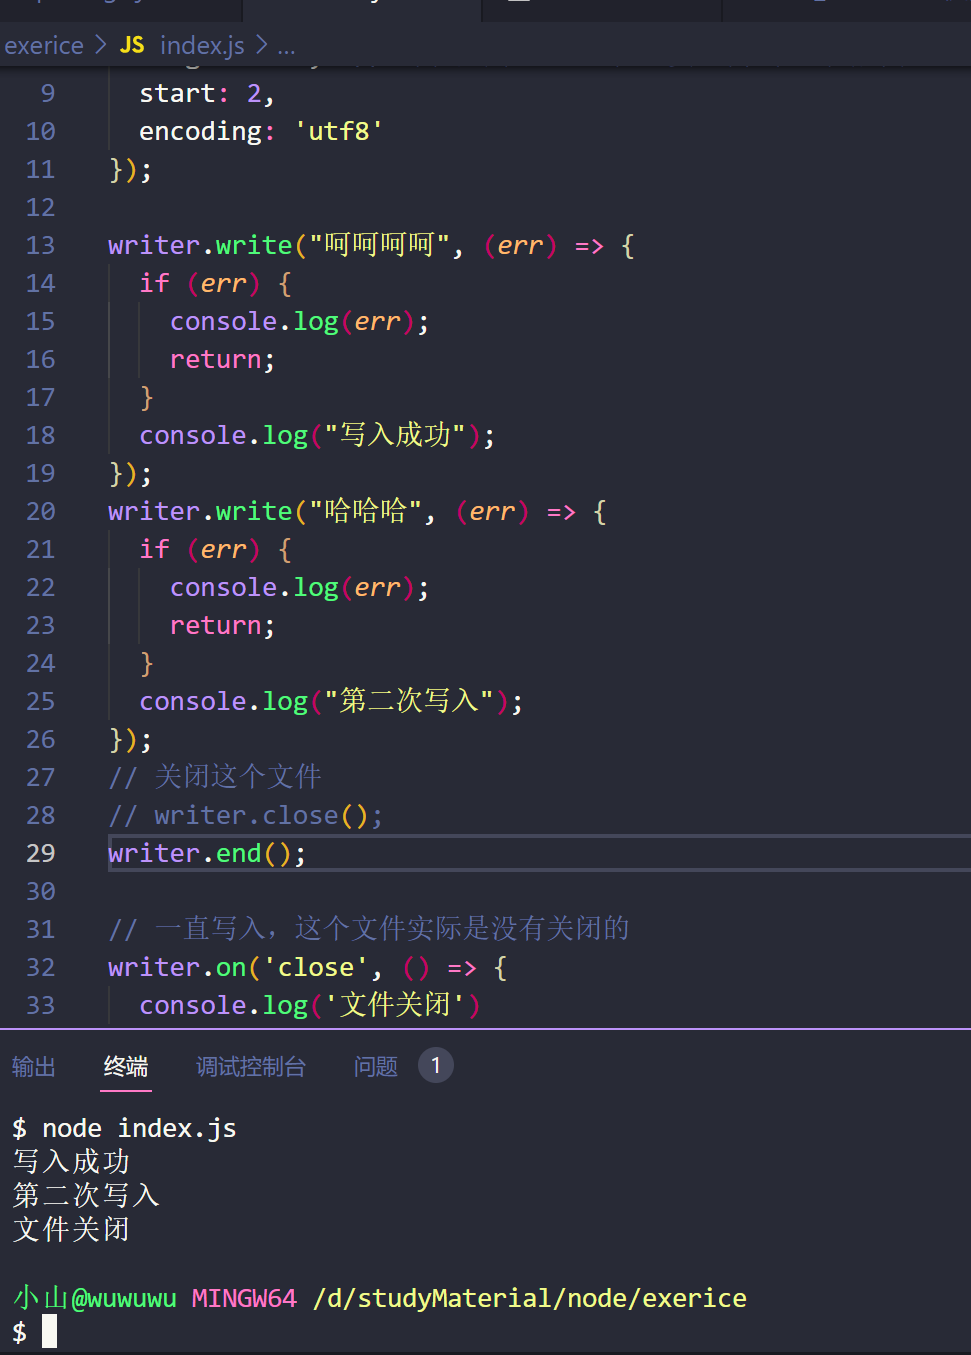 exerice > JS index.js > ...
9 start: 2,
10 encoding: 'utf8'
11 });
12
13 writer.write("呵呵呵呵", (err) => {
14 if (err) {
15 console.log(err);
16 return;
17 }
18 console.log("写入成功");
19 });
20 writer.write("哈哈哈", (err) => {
21 if (err) {
22 console.log(err);
23 return;
24 }
25 console.log("第二次写入");
26 });
27 // 关闭这个文件
28 // writer.close();
29 writer.end();
30
31 // 一直写入，这个文件实际是没有关闭的
32 writer.on('close', () => {
33 console.log('文件关闭')
输出 终端 调试控制台 问题 1
$ node index.js
写入成功
第二次写入
文件关闭
小山@wuwuwu MINGW64 /d/studyMaterial/node/exerice
$